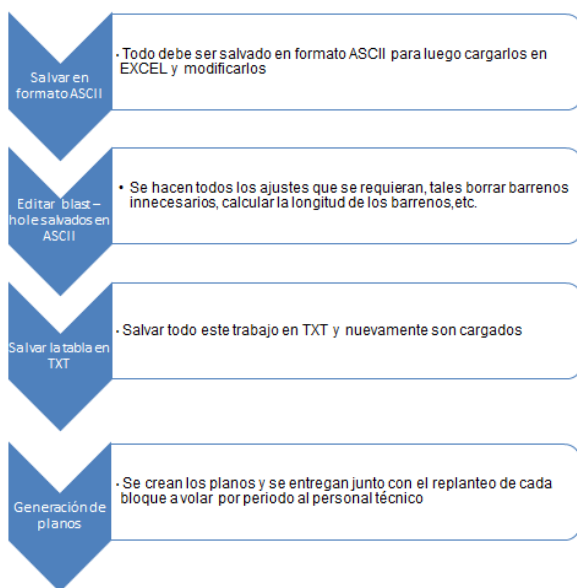 Salvar en
formato ASCII
· Todo debe ser salvado en formato ASCII para luego cargarlos en
EXCEL y modificarlos
Editar blast–
hole salvados en
ASCII
• Se hacen todos los ajustes que se requieran, tales borrar barrenos
innecesarios, calcular la longitud de los barrenos,etc.
Salvar la tabla en
TXT
· Salvar todo este trabajo en TXT y nuevamente son cargados
Generación de
planos
· Se crean los planos y se entregan junto con el replanteo de cada
bloque a volar por periodo al personal técnico